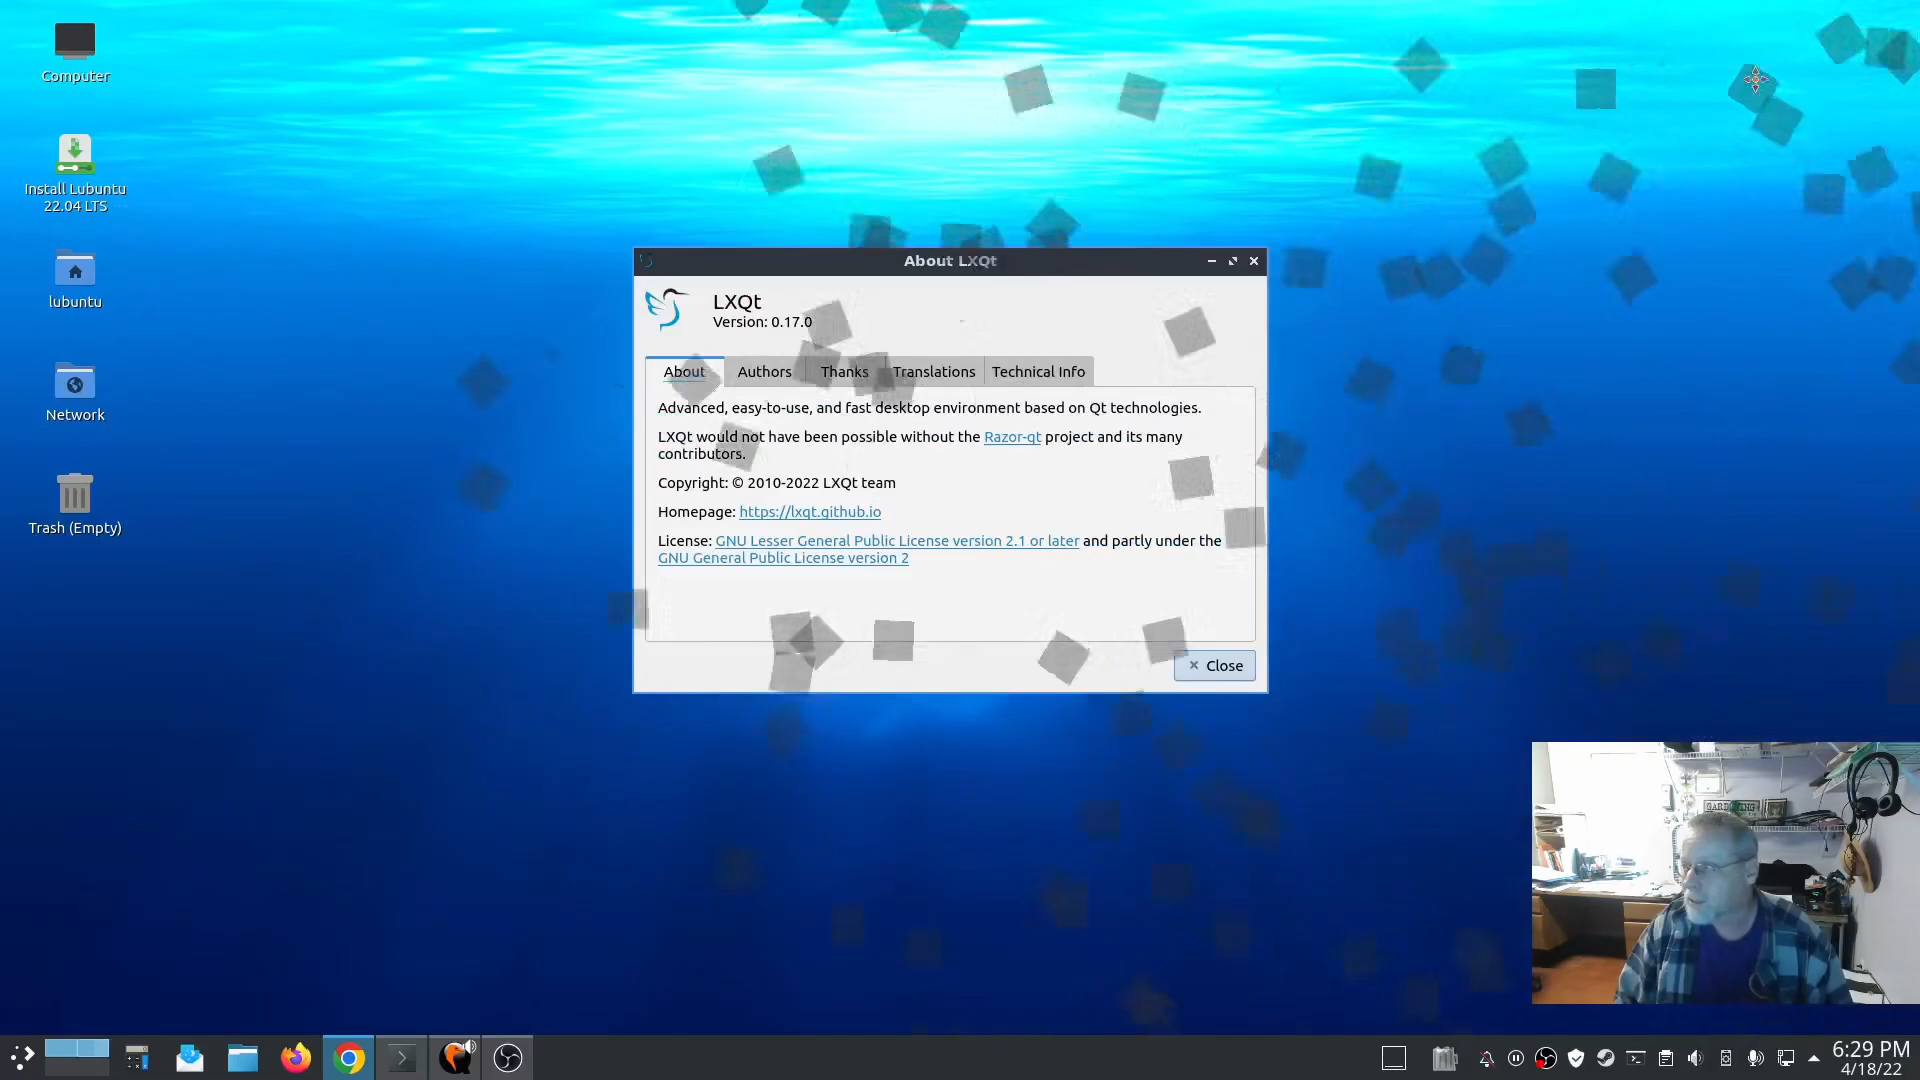 Computer
Install Lubuntu
22.04 LTS
lubuntu
Network
Trash (Empty)
About LXQt
LXQt
Version: 0.17.0
About
Authors
Thanks
Translations
Technical Info
Advanced, easy-to-use, and fast desktop environment based on Qt technologies.
LXQt would not have been possible without the Razor-qt project and its many
contributors.
Copyright: © 2010-2022 LXQt team
Homepage: https://lxqt.github.io
License: GNU Lesser General Public License version 2.1 or later and partly under the
GNU General Public License version 2
Close
6:29 PM
4/18/22